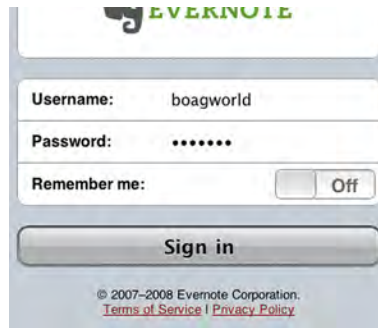 EVERNOTE
Username: boagworld
Password: •••••••
Remember me: Off
Sign in
© 2007–2008 Evernote Corporation.
Terms of Service | Privacy Policy